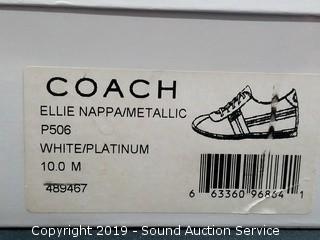 COACH
ELLIE NAPPA/METALLIC
P506
WHITE/PLATINUM
10.0 M
489467
6 63360 96864 1
Copyright 2019 - Sound Auction Service